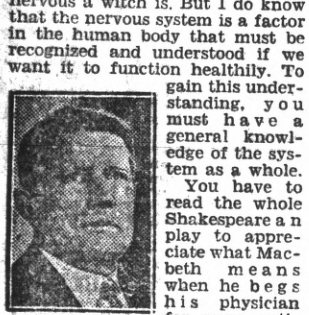 nervous a witch is. But I do know
that the nervous system is a factor
in the human body that must be
recognized and understood if we
want it to function healthily. To
gain this under-
standing, you
must have a
general knowl-
edge of the sys-
tem as a whole.
You have to
read the whole
Shakespeare an
play to appre-
ciate what Mac-
beth means
when he begs
his physician